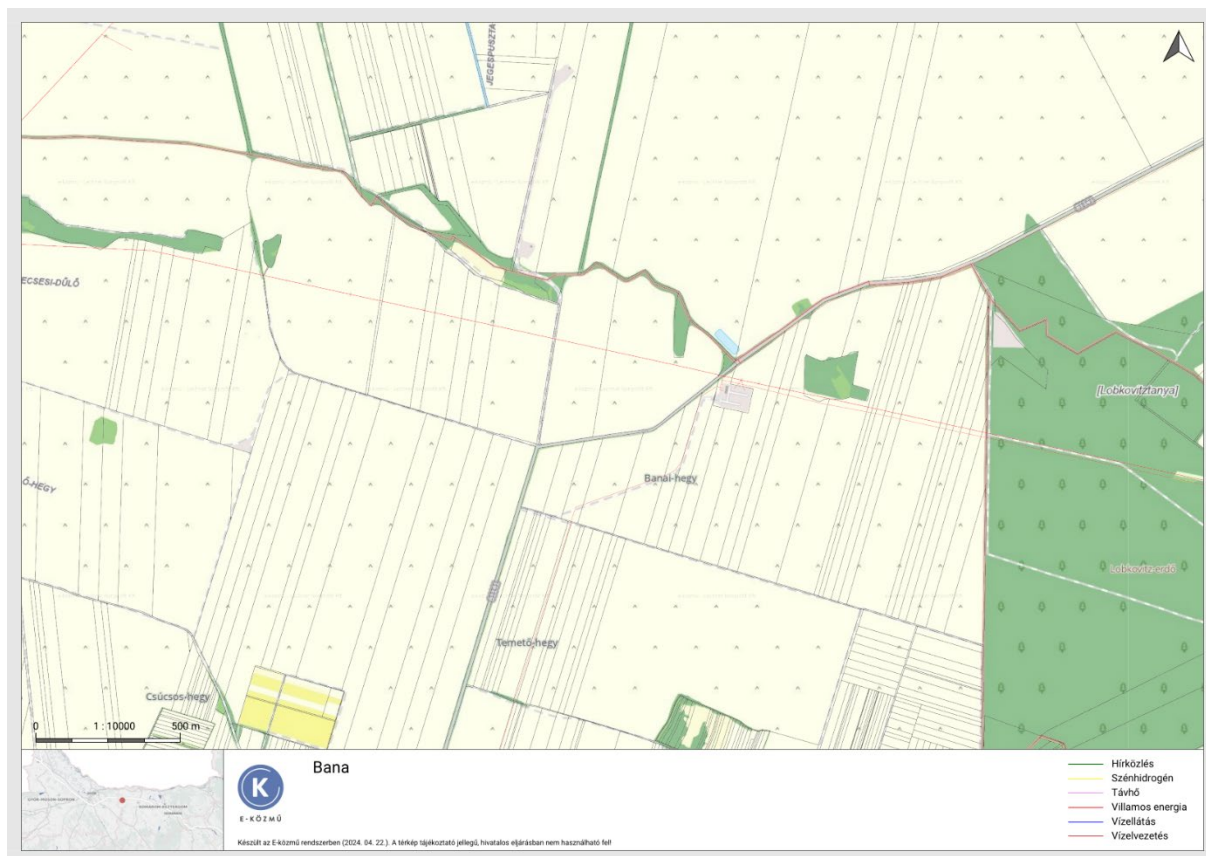 JEGESPUSZTA
ECSESI-DŰLŐ
[Lobkovitztanya]
Banai-hegy
Ő-HEGY
Lobkovitz-erdő
Temető-hegy
Csúcsos-hegy
0 1 : 10000 500 m
Bana
K
E-KÖZMŰ
Készült az E-közmű rendszerben (2024. 04. 22.). A térkép tájékoztató jellegű, hivatalos eljárásban nem használható fel!
Hírközlés
Szénhidrogén
Távhő
Villamos energia
Vízellátás
Vízelvezetés